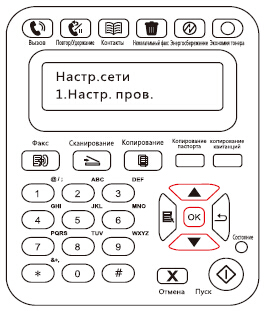 Вызов Повтор/Удержание Контакты Нежелательный факс Энергосбережение Экономия тонера
Настр.сети
1.Настр. пров.
Факс Сканирование Копирование Копирование паспорта копирование квитанций
@/: ABC DEF
1 2 3
GHI JKL MNO
4 5 6
OK
PQRS TUV WXYZ
7 8 9
Состояние
&+,
* 0 #
Отмена Пуск